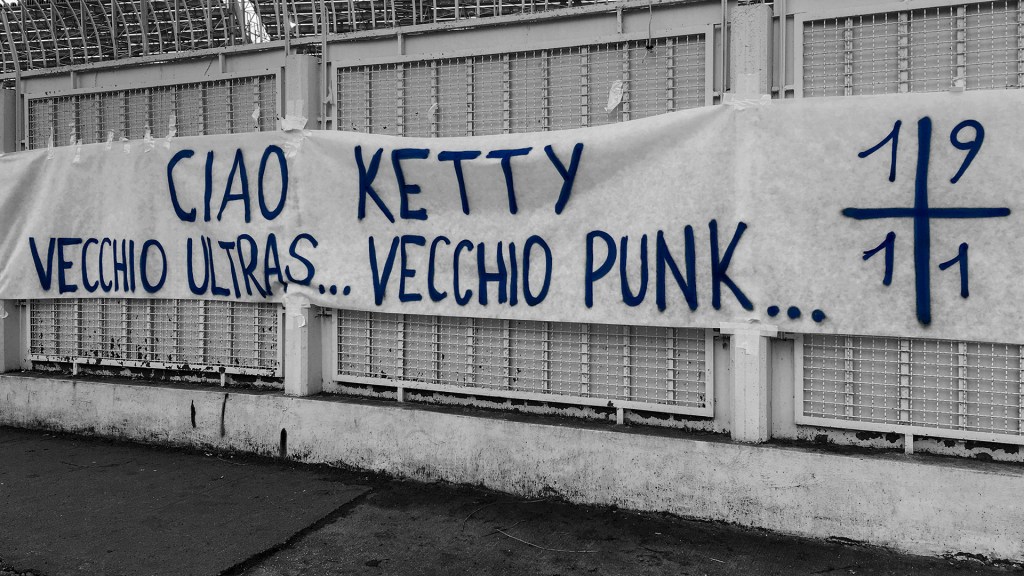 CIAO KETTY
VECCHIO ULTRAS... VECCHIO PUNK....
19
11